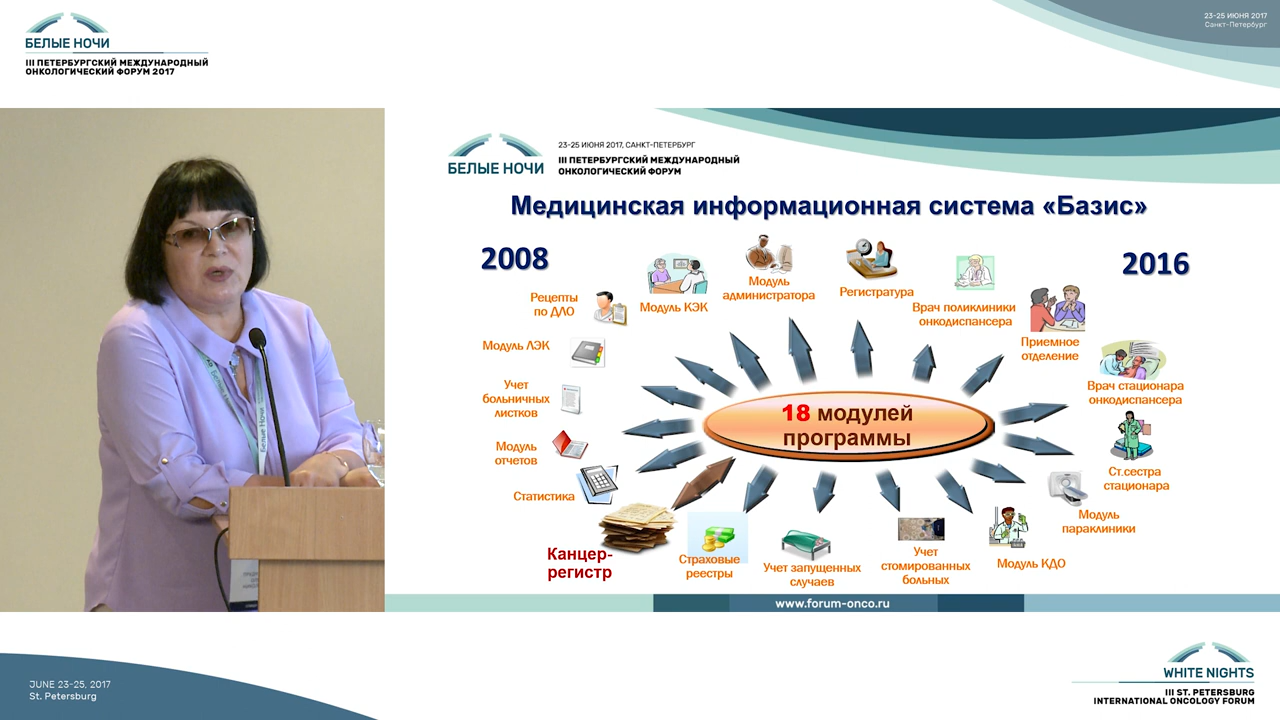 БЕЛЫЕ НОЧИ
III ПЕТЕРБУРГСКИЙ МЕЖДУНАРОДНЫЙ
ОНКОЛОГИЧЕСКИЙ ФОРУМ 2017
23-25 ИЮНЯ 2017
Санкт-Петербург
БЕЛЫЕ НОЧИ
23-25 ИЮНЯ 2017, САНКТ-ПЕТЕРБУРГ
III ПЕТЕРБУРГСКИЙ МЕЖДУНАРОДНЫЙ
ОНКОЛОГИЧЕСКИЙ ФОРУМ
Медицинская информационная система «Базис»
2008
2016
Рецепты
по ДЛО
Модуль КЭК
Модуль
администратора
Регистратура
Врач поликлиники
онкодиспансера
Приемное
отделение
Модуль ЛЭК
Врач стационара
онкодиспансера
Учет
больничных
листков
18 модулей
программы
Модуль
отчетов
Ст.сестра
стационара
Статистика
Модуль
параклиники
Канцер-
регистр
Страховые
реестры
Учет запущенных
случаев
Учет
стомированных
больных
Модуль КДО
www.forum-onco.ru
JUNE 23-25, 2017
St. Petersburg
WHITE NIGHTS
III ST. PETERSBURG
INTERNATIONAL ONCOLOGY FORUM